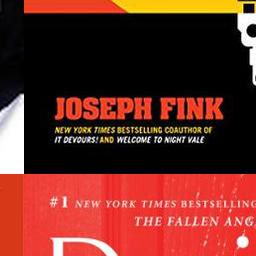 JOSEPH FINK
NEW YORK TIMES BESTSELLING COAUTHOR OF
IT DEVOURS! AND WELCOME TO NIGHT VALE
#1 NEW YORK TIMES BESTSELLING
THE FALLEN ANG